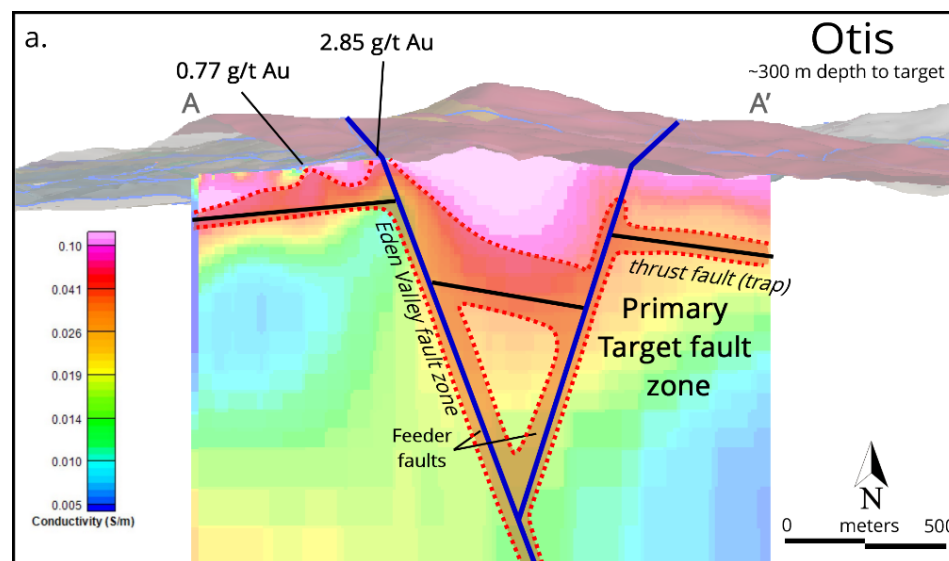 a.
Otis
~300 m depth to target
2.85 g/t Au
0.77 g/t Au
A
A'
Eden Valley fault zone
thrust fault (trap)
Primary
Target fault
zone
Feeder
faults
0.10
0.041
0.026
0.019
0.014
0.010
0.005
Conductivity (S/m)
N
0 meters 500